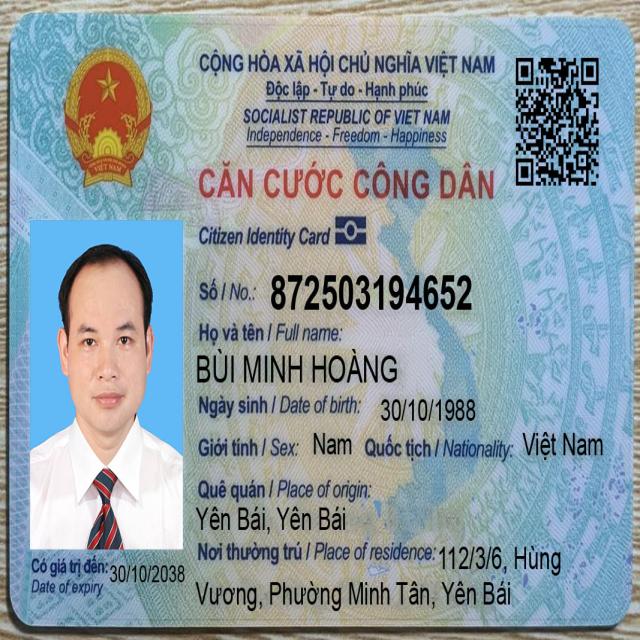 CỘNG HÒA XÃ HỘI CHỦ NGHĨA VIỆT NAM
Độc lập - Tự do - Hạnh phúc
SOCIALIST REPUBLIC OF VIET NAM
Independence - Freedom - Happiness
CĂN CƯỚC CÔNG DÂN
Citizen Identity Card
Số / No.: 872503194652
Họ và tên / Full name:
BÙI MINH HOÀNG
Ngày sinh / Date of birth: 30/10/1988
Giới tính / Sex: Nam Quốc tịch / Nationality: Việt Nam
Quê quán / Place of origin:
Yên Bái, Yên Bái
Nơi thường trú / Place of residence: 112/3/6, Hùng
Vương, Phường Minh Tân, Yên Bái
Có giá trị đến: 30/10/2038
Date of expiry
VIỆT NAM